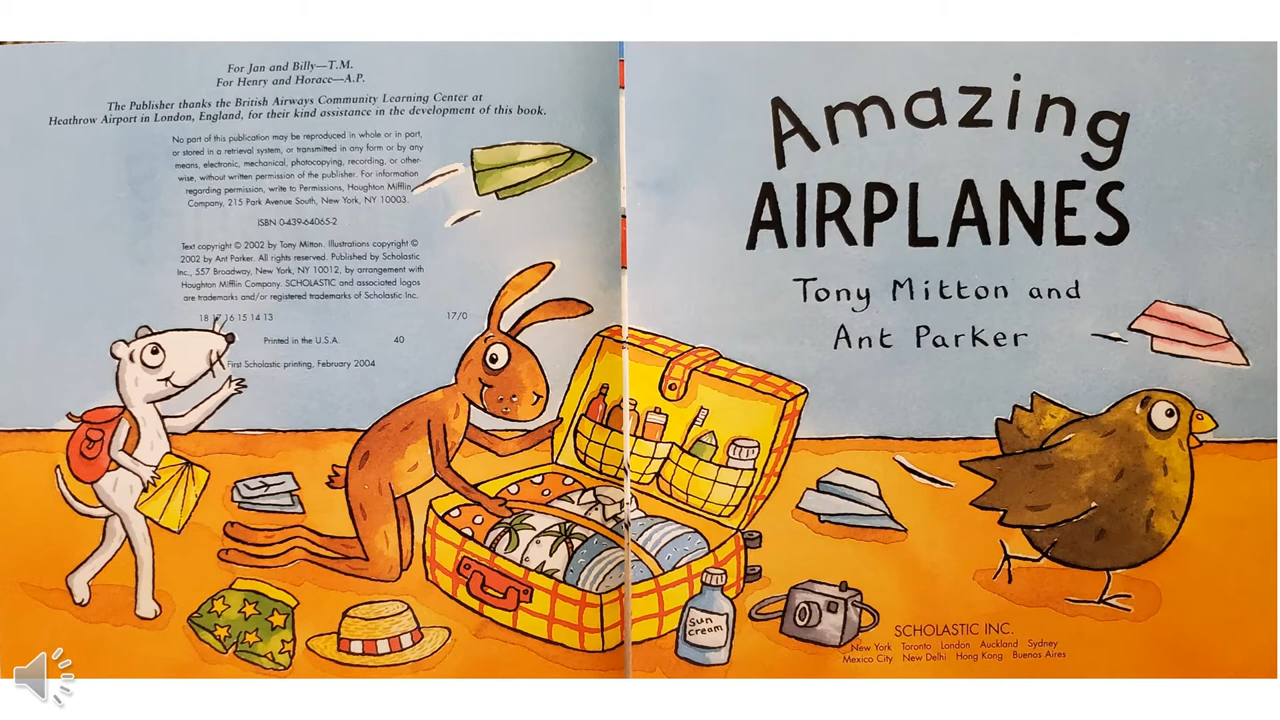 For Jan and Billy—T.M.
For Henry and Horace—A.P.
The Publisher thanks the British Airways Community Learning Center at
Heathrow Airport in London, England, for their kind assistance in the development of this book.
No part of this publication may be reproduced in whole or in part,
or stored in a retrieval system, or transmitted in any form or by any
means, electronic, mechanical, photocopying, recording, or other-
wise, without written permission of the publisher. For information
regarding permission, write to Permissions, Houghton Mifflin
Company, 215 Park Avenue South, New York, NY 10003.
ISBN 0-439-64065-2
Text copyright © 2002 by Tony Mitton. Illustrations copyright ©
2002 by Ant Parker. All rights reserved. Published by Scholastic
Inc., 557 Broadway, New York, NY 10012, by arrangement with
Houghton Mifflin Company. SCHOLASTIC and associated logos
are trademarks and/or registered trademarks of Scholastic Inc.
18 17 16 15 14 13 17/0
Printed in the U.S.A. 40
First Scholastic printing, February 2004
Amazing
AIRPLANES
Tony Mitton and
Ant Parker
Sun
cream
SCHOLASTIC INC.
New York Toronto London Auckland Sydney
Mexico City New Delhi Hong Kong Buenos Aires